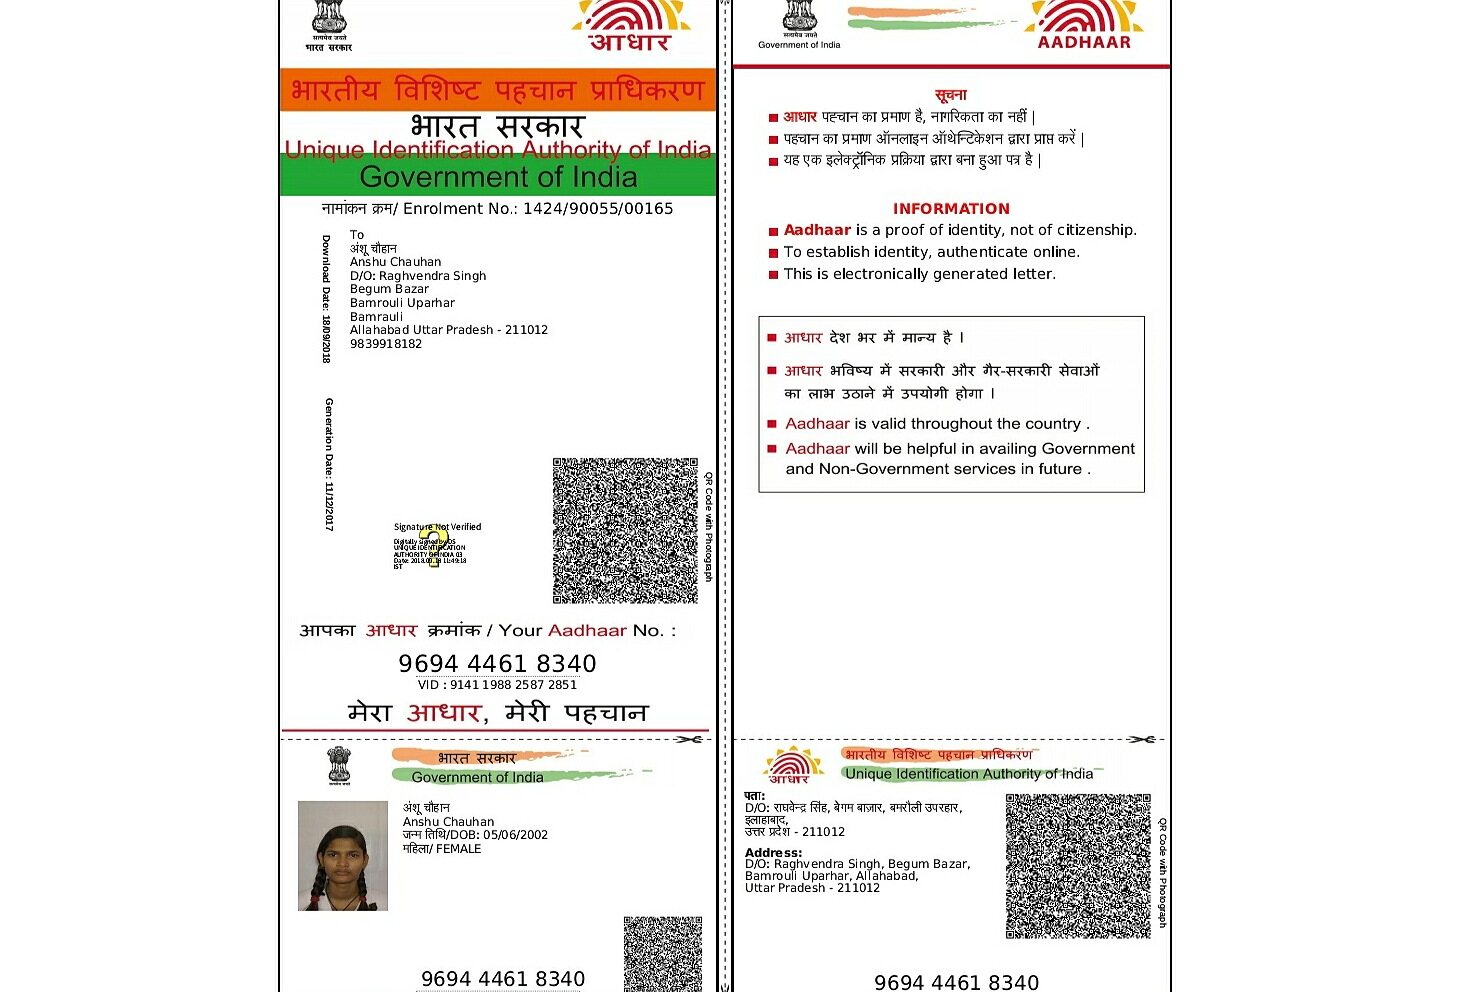 सत्यमेव जयते
भारत सरकार
आधार
भारतीय विशिष्ट पहचान प्राधिकरण
भारत सरकार
Unique Identification Authority of India
Government of India
नामांकन क्रम/ Enrolment No.: 1424/90055/00165
Download Date: 18/09/2018
Generation Date: 11/12/2017
To
अंशू चौहान
Anshu Chauhan
D/O: Raghvendra Singh
Begum Bazar
Bamrouli Uparhar
Bamrauli
Allahabad Uttar Pradesh - 211012
9839918182
Signature Not Verified
Digitally signed by DS
UNIQUE IDENTIFICATION
AUTHORITY OF INDIA 03
Date: 2018.09.18 11:49:18
IST
QR Code with Photograph
आपका आधार क्रमांक / Your Aadhaar No. :
9694 4461 8340
VID : 9141 1988 2587 2851
मेरा आधार, मेरी पहचान
सत्यमेव जयते
Government of India
AADHAAR
सूचना
आधार पहचान का प्रमाण है, नागरिकता का नहीं |
पहचान का प्रमाण ऑनलाइन ऑथेन्टिकेशन द्वारा प्राप्त करें |
यह एक इलेक्ट्रॉनिक प्रक्रिया द्वारा बना हुआ पत्र है |
INFORMATION
Aadhaar is a proof of identity, not of citizenship.
To establish identity, authenticate online.
This is electronically generated letter.
आधार देश भर में मान्य है ।
आधार भविष्य में सरकारी और गैर-सरकारी सेवाओं
का लाभ उठाने में उपयोगी होगा ।
Aadhaar is valid throughout the country .
Aadhaar will be helpful in availing Government
and Non-Government services in future .
सत्यमेव जयते
भारत सरकार
Government of India
अंशू चौहान
Anshu Chauhan
जन्म तिथि/DOB: 05/06/2002
महिला/ FEMALE
9694 4461 8340
आधार
भारतीय विशिष्ट पहचान प्राधिकरण
Unique Identification Authority of India
पता:
D/O: राघवेन्द्र सिंह, बेगम बाज़ार, बमरौली उपरहार,
इलाहाबाद,
उत्तर प्रदेश - 211012
Address:
D/O: Raghvendra Singh, Begum Bazar,
Bamrouli Uparhar, Allahabad,
Uttar Pradesh - 211012
QR Code with Photograph
9694 4461 8340